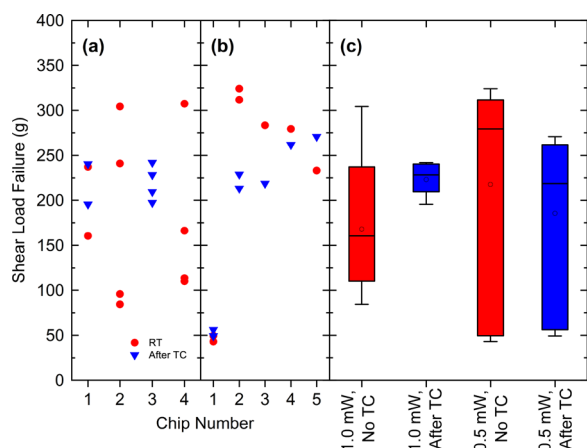 (a) (b) (c)
400
350
300
250
200
150
100
50
0
Shear Load Failure (g)
RT
After TC
1 2 3 4
1 2 3 4 5
Chip Number
1.0 mW,
No TC
1.0 mW,
After TC
0.5 mW,
No TC
0.5 mW,
After TC